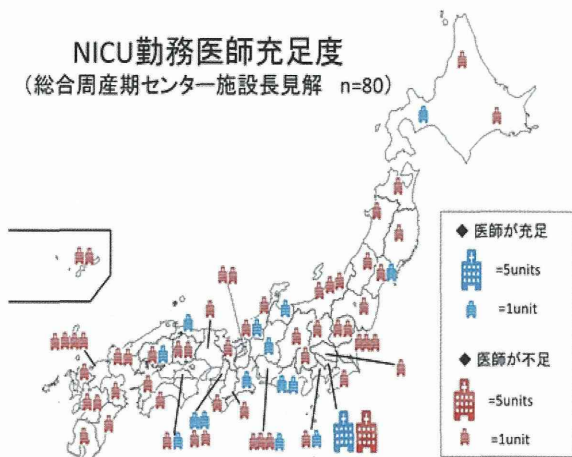 NICU勤務医師充足度
(総合周産期センター施設長見解 n=80)
◆ 医師が充足
=5units
=1unit
◆ 医師が不足
=5units
=1unit